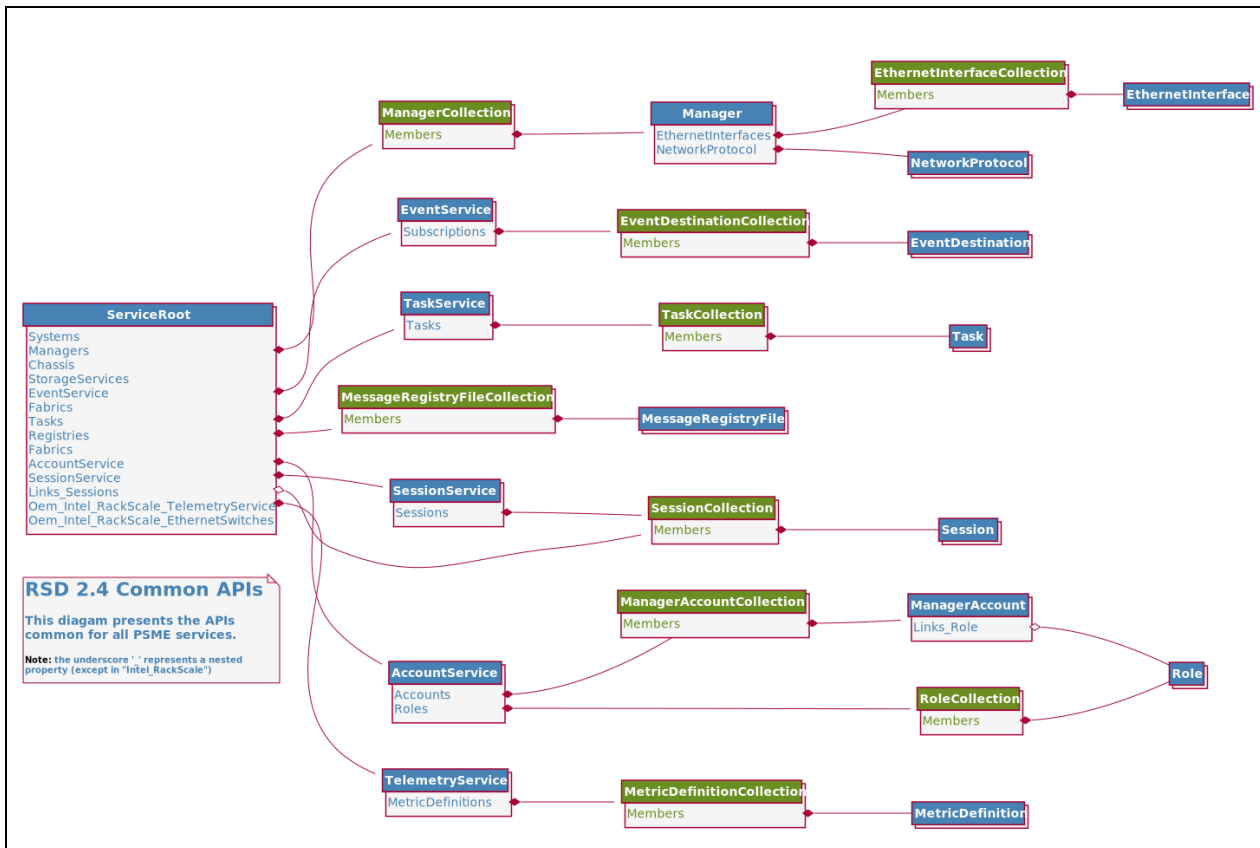 EthernetInterfaceCollection
Members
EthernetInterface
ManagerCollection
Members
Manager
EthernetInterfaces
NetworkProtocol
NetworkProtocol
EventService
Subscriptions
EventDestinationCollection
Members
EventDestination
ServiceRoot
Systems
Managers
Chassis
StorageServices
EventService
Fabrics
Tasks
Registries
Fabrics
AccountService
SessionService
Links_Sessions
Oem_Intel_RackScale_TelemetryService
Oem_Intel_RackScale_EthernetSwitches
TaskService
Tasks
TaskCollection
Members
Task
MessageRegistryFileCollection
Members
MessageRegistryFile
SessionService
Sessions
SessionCollection
Members
Session
RSD 2.4 Common APIs
This diagam presents the APIs
common for all PSME services.
Note: the underscore '_' represents a nested
property (except in "Intel_RackScale")
ManagerAccountCollection
Members
ManagerAccount
Links_Role
AccountService
Accounts
Roles
RoleCollection
Members
Role
TelemetryService
MetricDefinitions
MetricDefinitionCollection
Members
MetricDefinition